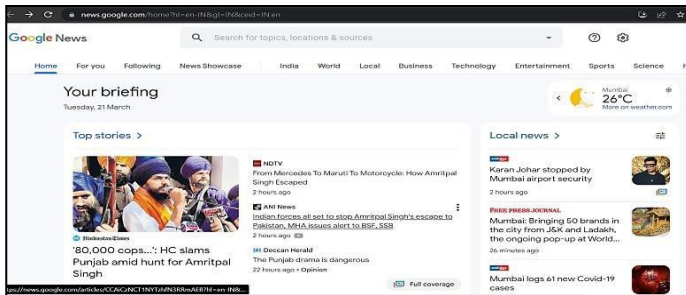 news.google.com/home?hl=en-IN&gl=IN&ceid=IN:en
Google News
Search for topics, locations & sources
Home For you Following News Showcase India World Local Business Technology Entertainment Sports Science
Your briefing
Tuesday, 21 March
Mumbai
26°C
More on weather.com
Top stories >
Hindustan Times
'80,000 cops...': HC slams
Punjab amid hunt for Amritpal
Singh
NDTV
From Mercedes To Maruti To Motorcycle: How Amritpal
Singh Escaped
2 hours ago
ANI News
Indian forces all set to stop Amritpal Singh's escape to
Pakistan, MHA issues alert to BSF, SSB
2 hours ago
Deccan Herald
The Punjab drama is dangerous
22 hours ago • Opinion
Full coverage
Local news >
Karan Johar stopped by
Mumbai airport security
2 hours ago
FREE PRESS JOURNAL
Mumbai: Bringing 50 brands in
the city from J&K and Ladakh,
the ongoing pop-up at World...
26 minutes ago
Mumbai logs 61 new Covid-19
cases